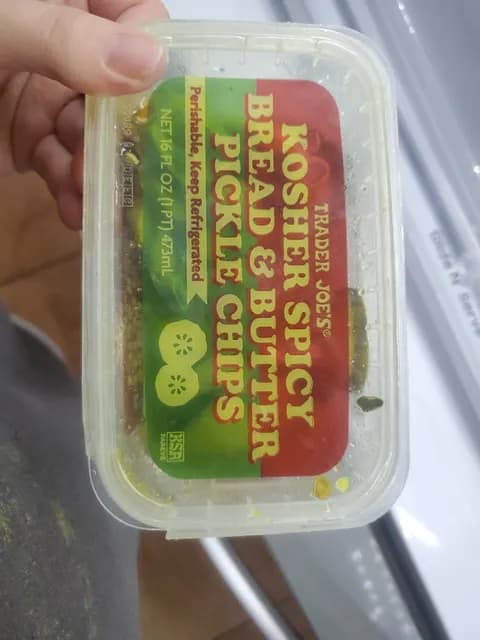 TRADER JOE'S®
KOSHER SPICY
BREAD & BUTTER
PICKLE CHIPS
Perishable, Keep Refrigerated
NET 16 FL OZ (1 PT) 473mL
KSA
PAREVE